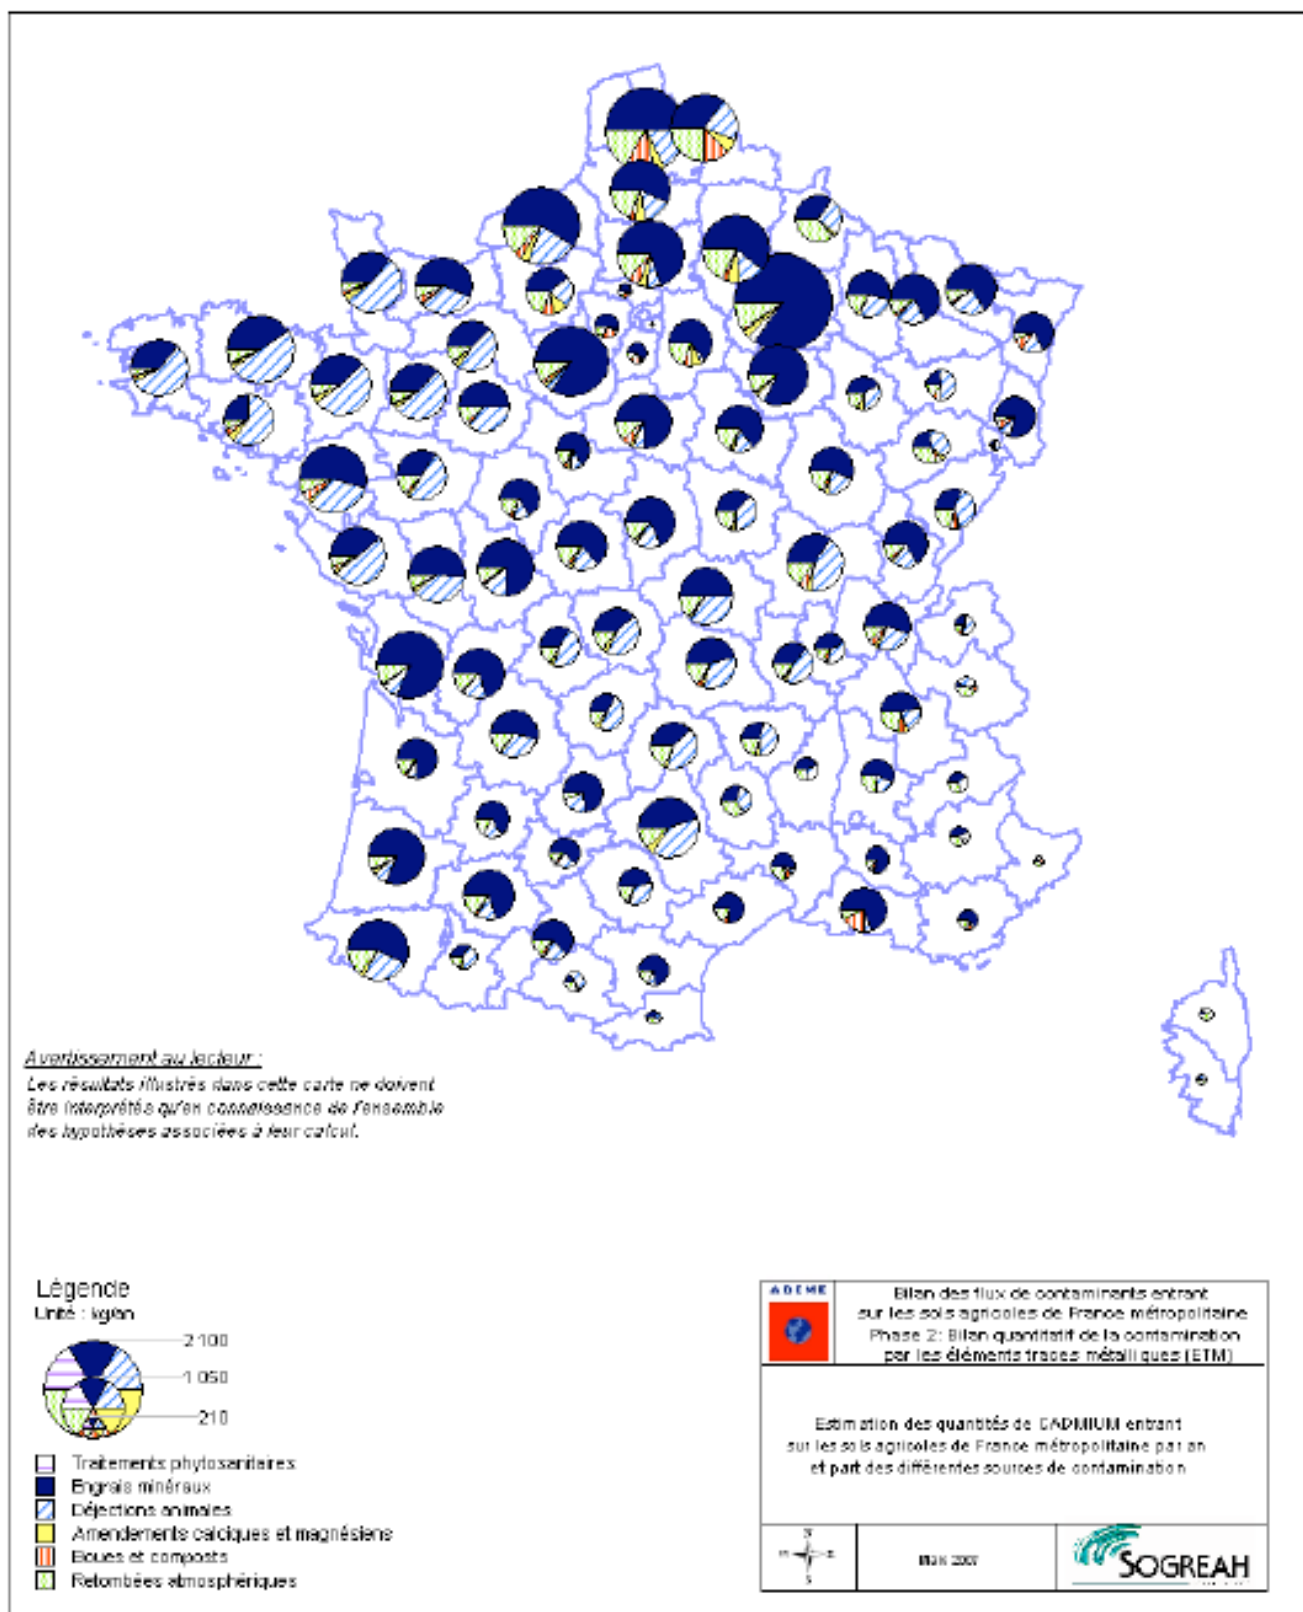 Avertissement au lecteur :
Les résultats illustrés dans cette carte ne doivent
être interprétés qu'en connaissance de l'ensemble
des hypothèses associées à leur calcul.
Légende
Unité : kg/an
2 100
1 050
210
Traitements phytosanitaires
Engrais minéraux
Déjections animales
Amendements calciques et magnésiens
Boues et composts
Retombées atmosphériques
ADEME
Bilan des flux de contaminants entrant
sur les sols agricoles de France métropolitaine
Phase 2: Bilan quantitatif de la contamination
par les éléments traces métalliques (ETM)
Estimation des quantités de CADMIUM entrant
sur les sols agricoles de France métropolitaine par an
et part des différentes sources de contamination
2007
SOGREAH